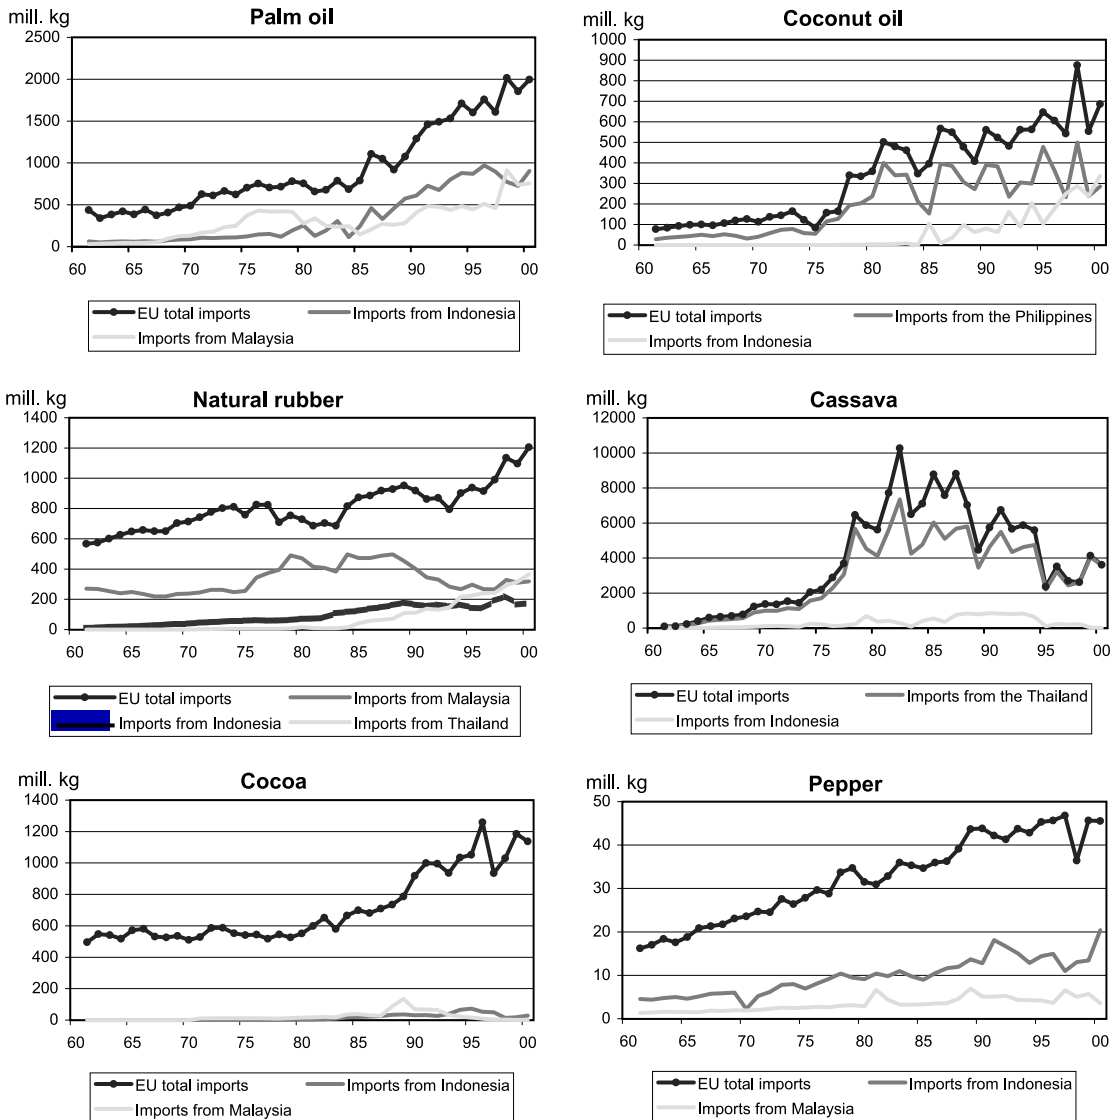 mill. kg
Palm oil
2500
2000
1500
1000
500
0
60 65 70 75 80 85 90 95 00
EU total imports
Imports from Indonesia
Imports from Malaysia
mill. kg
Coconut oil
1000
900
800
700
600
500
400
300
200
100
0
60 65 70 75 80 85 90 95 00
EU total imports
Imports from the Philippines
Imports from Indonesia
mill. kg
Natural rubber
1400
1200
1000
800
600
400
200
0
60 65 70 75 80 85 90 95 00
EU total imports
Imports from Malaysia
Imports from Indonesia
Imports from Thailand
mill. kg
Cassava
12000
10000
8000
6000
4000
2000
0
60 65 70 75 80 85 90 95 00
EU total imports
Imports from the Thailand
Imports from Indonesia
mill. kg
Cocoa
1400
1200
1000
800
600
400
200
0
60 65 70 75 80 85 90 95 00
EU total imports
Imports from Indonesia
Imports from Malaysia
mill. kg
Pepper
50
40
30
20
10
0
60 65 70 75 80 85 90 95 00
EU total imports
Imports from Indonesia
Imports from Malaysia